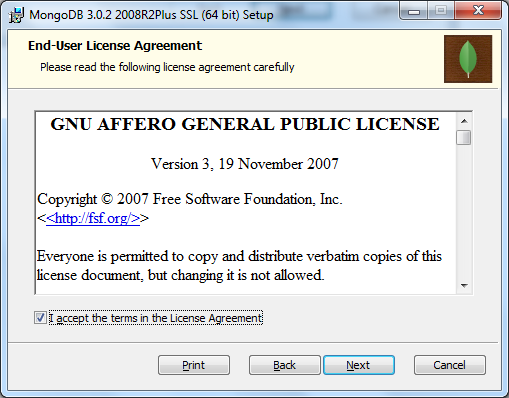 MongoDB 3.0.2 2008R2Plus SSL (64 bit) Setup
End-User License Agreement
Please read the following license agreement carefully
GNU AFFERO GENERAL PUBLIC LICENSE
Version 3, 19 November 2007
Copyright © 2007 Free Software Foundation, Inc.
<<http://fsf.org/>>
Everyone is permitted to copy and distribute verbatim copies of this
license document, but changing it is not allowed.
I accept the terms in the License Agreement
Print Back Next Cancel